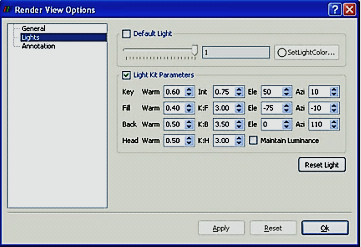 Render View Options
General
Lights
Annotation
Default Light
1
SetLightColor...
Light Kit Parameters
Key Warm 0.60 Int 0.75 Ele 50 Azi 10
Fill Warm 0.40 K:F 3.00 Ele -75 Azi -10
Back Warm 0.50 K:B 3.50 Ele 0 Azi 110
Head Warm 0.50 K:H 3.00 Maintain Luminance
Reset Light
Apply Reset Ok